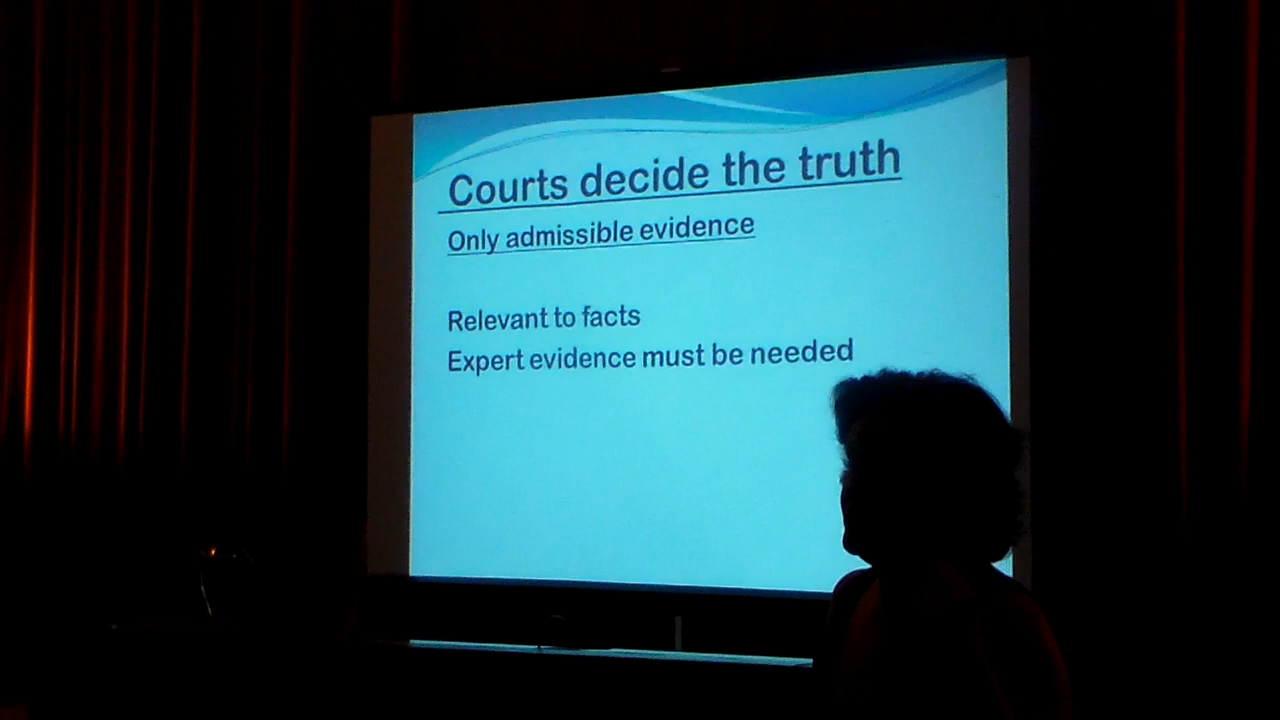 Courts decide the truth
Only admissible evidence
Relevant to facts
Expert evidence must be needed